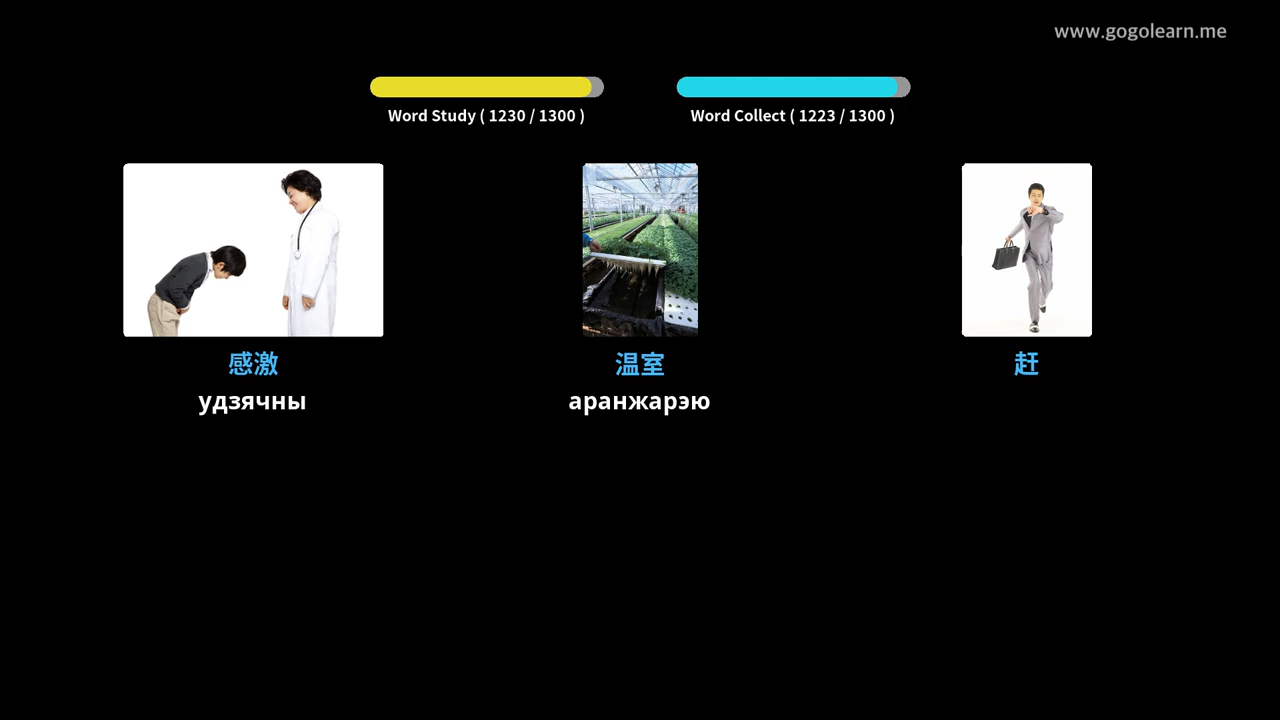 www.gogolearn.me
Word Study ( 1230 / 1300 )
Word Collect ( 1223 / 1300 )
感激
温室
赶
удзячны
аранжарэю